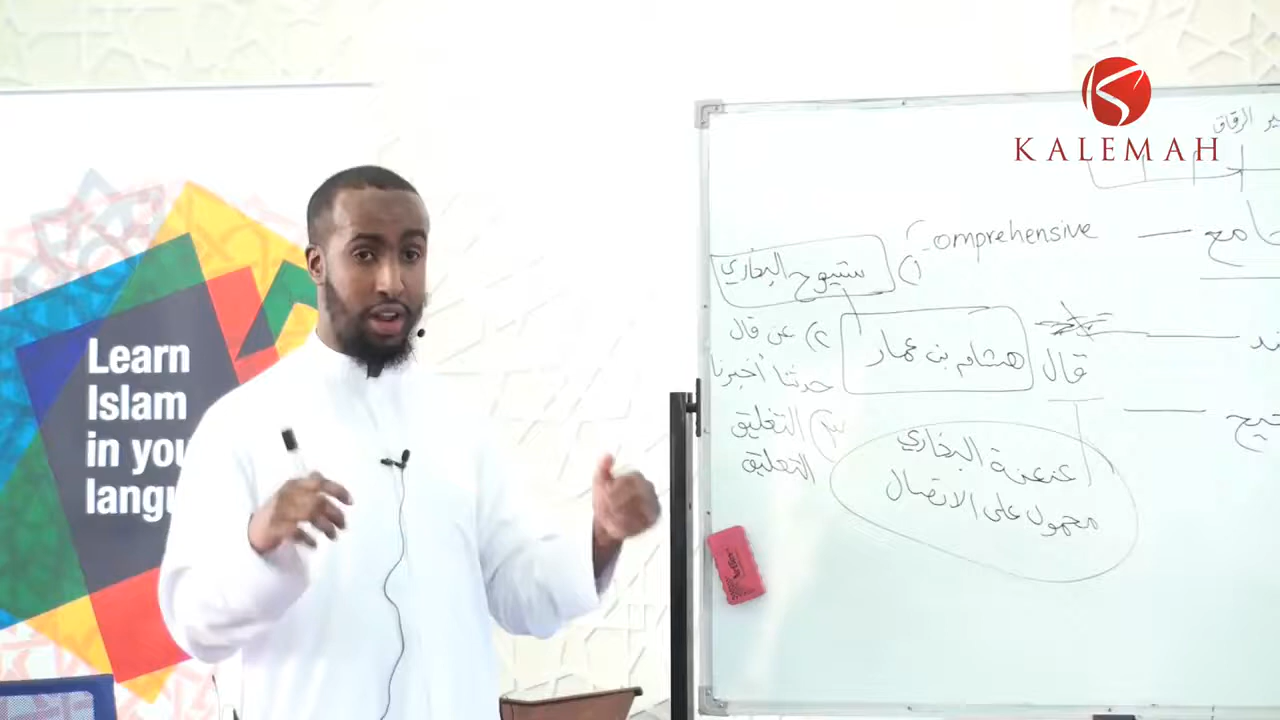 Learn
Islam
in you
langu
KALEMAH
الرقاق
Comprehensive
شيوخ البخاري
١)
٢) عن قال
حدثنا أخبرنا
٣) التغليق
التعليق
هشام بن عمار
قال
عنعنة البخاري
محمول على الاتصال